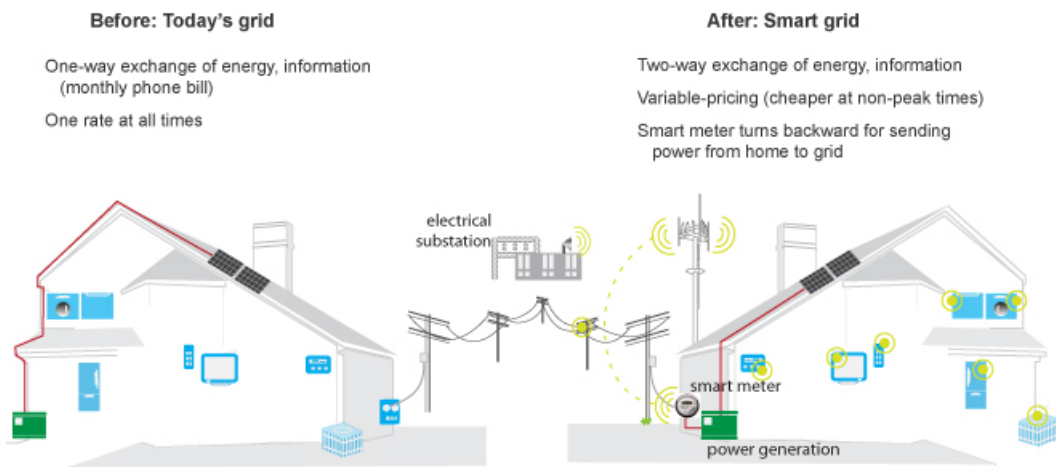 Before: Today's grid
One-way exchange of energy, information
(monthly phone bill)
One rate at all times
After: Smart grid
Two-way exchange of energy, information
Variable-pricing (cheaper at non-peak times)
Smart meter turns backward for sending
power from home to grid
electrical
substation
smart meter
power generation